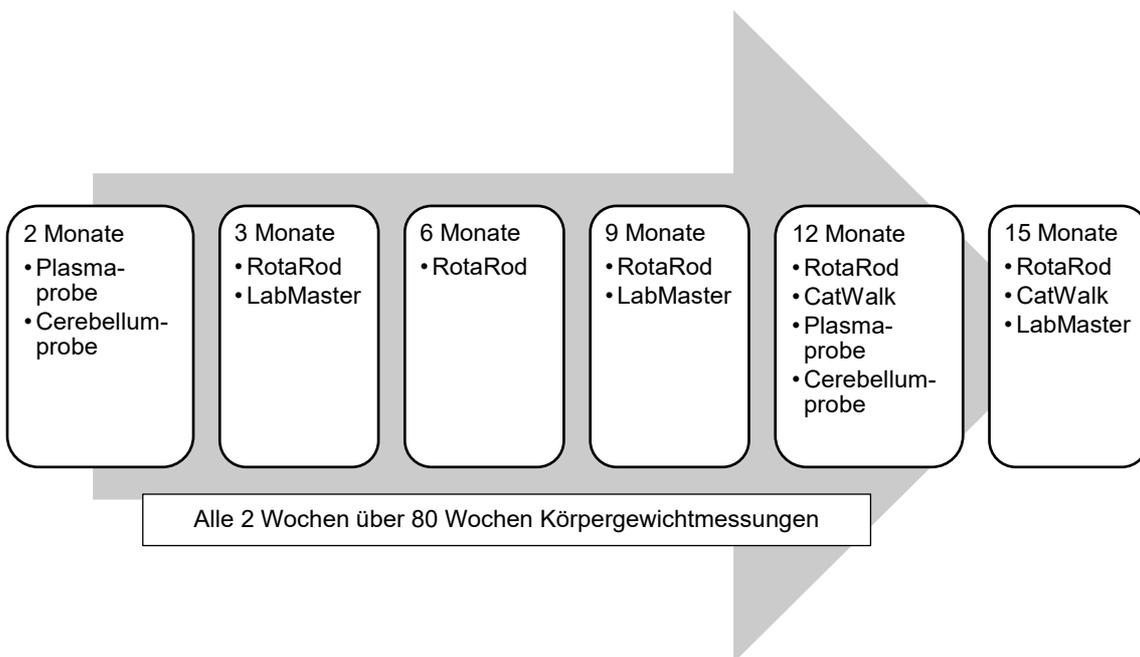 2 Monate
• Plasma-
probe
• Cerebellum-
probe
3 Monate
• RotaRod
• LabMaster
6 Monate
• RotaRod
9 Monate
• RotaRod
• LabMaster
12 Monate
• RotaRod
• CatWalk
• Plasma-
probe
• Cerebellum-
probe
15 Monate
• RotaRod
• CatWalk
• LabMaster
Alle 2 Wochen über 80 Wochen Körpergewichtmessungen